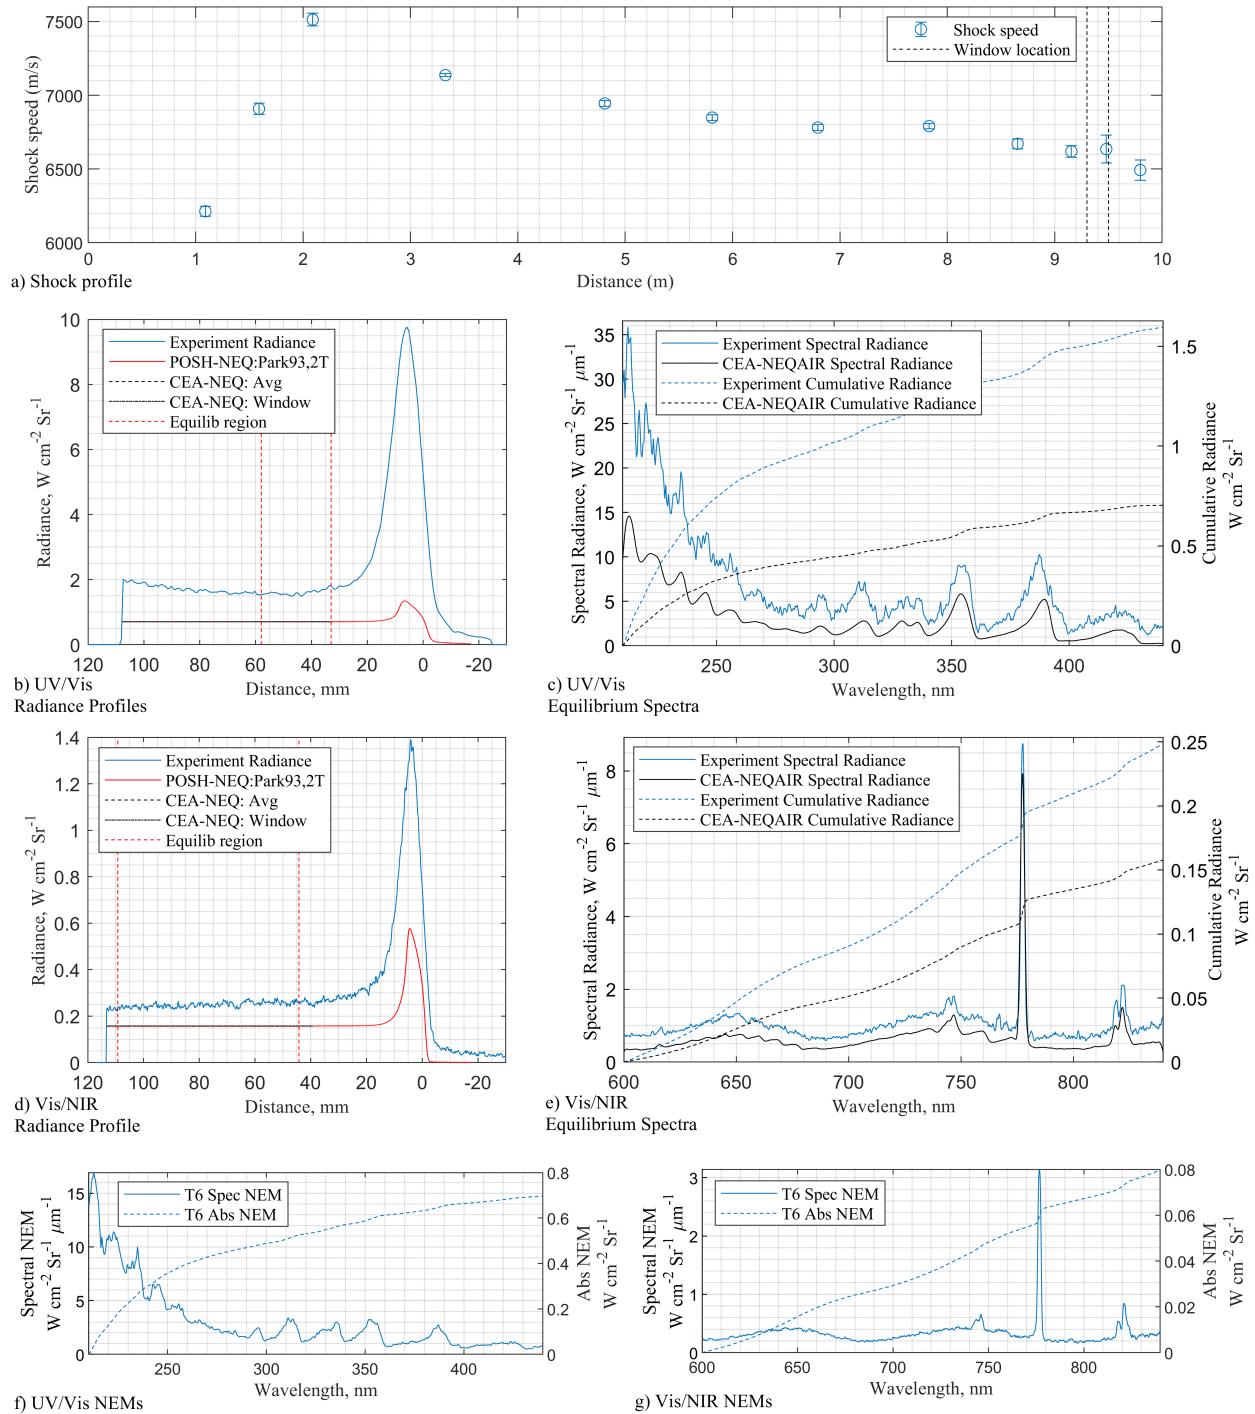 7500
7000
6500
6000
Shock speed (m/s)
Shock speed
Window location
0 1 2 3 4 5 6 7 8 9 10
a) Shock profile
Distance (m)
10
8
6
4
2
0
Radiance, W cm-2 Sr-1
Experiment Radiance
POSH-NEQ:Park93,2T
CEA-NEQ: Avg
CEA-NEQ: Window
Equilib region
120 100 80 60 40 20 0 -20
Distance, mm
b) UV/Vis
Radiance Profiles
35
30
25
20
15
10
5
0
Spectral Radiance, W cm-2 Sr-1 μm-1
Experiment Spectral Radiance
CEA-NEQAIR Spectral Radiance
Experiment Cumulative Radiance
CEA-NEQAIR Cumulative Radiance
1.5
1
0.5
0
Cumulative Radiance
W cm-2 Sr-1
250 300 350 400
Wavelength, nm
c) UV/Vis
Equilibrium Spectra
1.4
1.2
1
0.8
0.6
0.4
0.2
0
Radiance, W cm-2 Sr-1
Experiment Radiance
POSH-NEQ:Park93,2T
CEA-NEQ: Avg
CEA-NEQ: Window
Equilib region
120 100 80 60 40 20 0 -20
Distance, mm
d) Vis/NIR
Radiance Profile
8
6
4
2
0
Spectral Radiance, W cm-2 Sr-1 μm-1
Experiment Spectral Radiance
CEA-NEQAIR Spectral Radiance
Experiment Cumulative Radiance
CEA-NEQAIR Cumulative Radiance
0.25
0.2
0.15
0.1
0.05
0
Cumulative Radiance
W cm-2 Sr-1
600 650 700 750 800
Wavelength, nm
e) Vis/NIR
Equilibrium Spectra
15
10
5
0
Spectral NEM
W cm-2 Sr-1 μm-1
T6 Spec NEM
T6 Abs NEM
0.8
0.6
0.4
0.2
0
Abs NEM
W cm-2 Sr-1
250 300 350 400
Wavelength, nm
f) UV/Vis NEMs
3
2
1
0
Spectral NEM
W cm-2 Sr-1 μm-1
T6 Spec NEM
T6 Abs NEM
0.08
0.06
0.04
0.02
0
Abs NEM
W cm-2 Sr-1
600 650 700 750 800
Wavelength, nm
g) Vis/NIR NEMs